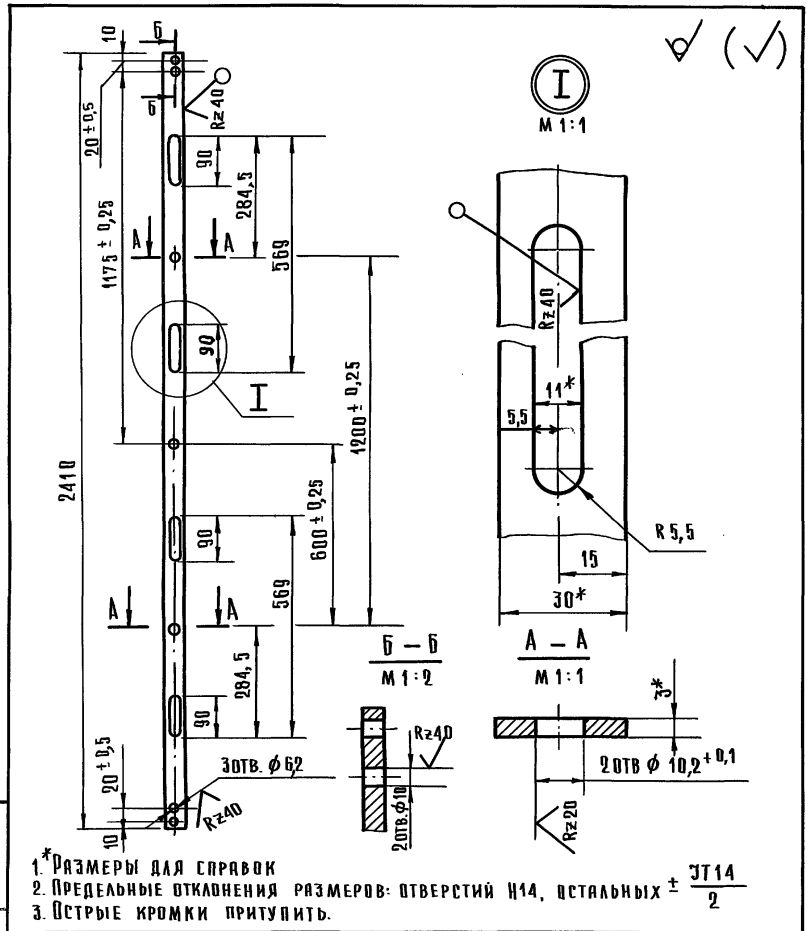 10
Б
Б
20 ± 0,5
Rz40
90
284,5
569
1175 ± 0,25
А
А
90
I
1200 ± 0,25
2410
600 ± 0,25
90
569
А
А
284,5
90
20 ± 0,5
10
3 ОТВ. ϕ 6,2
Rz40
I
М 1:1
Rz40
11*
5,5
R 5,5
15
30*
Б – Б
М 1:2
Rz40
2 ОТВ. ϕ 10
А – А
М 1:1
3*
2 ОТВ ϕ 10,2+0,1
Rz20
1.*РАЗМЕРЫ ДЛЯ СПРАВОК
2. ПРЕДЕЛЬНЫЕ ОТКЛОНЕНИЯ РАЗМЕРОВ: ОТВЕРСТИЙ Н14, ОСТАЛЬНЫХ ± JT14/2
3. ОСТРЫЕ КРОМКИ ПРИТУПИТЬ.